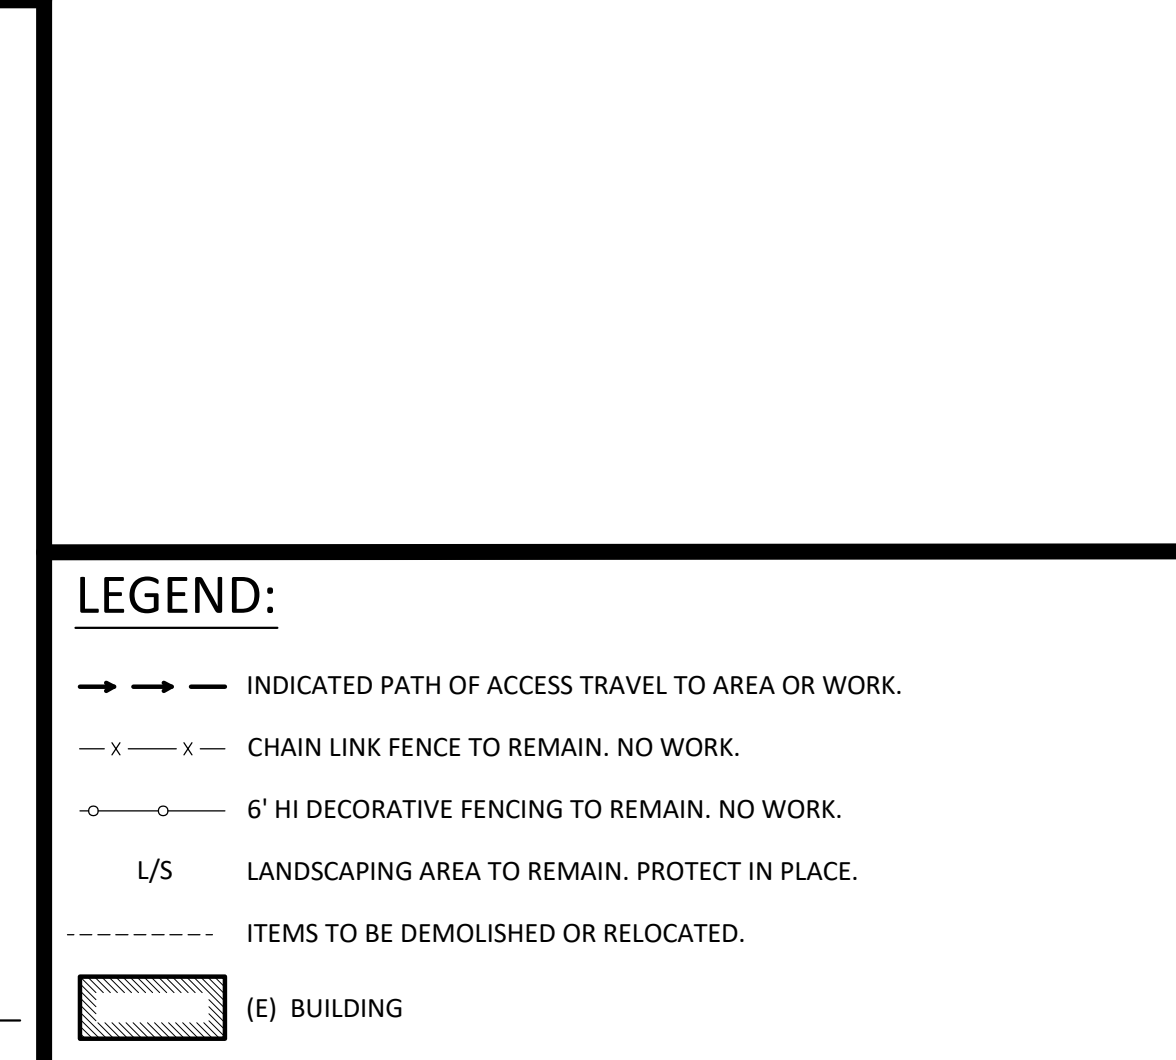 LEGEND:
INDICATED PATH OF ACCESS TRAVEL TO AREA OR WORK.
X X CHAIN LINK FENCE TO REMAIN. NO WORK.
6' HI DECORATIVE FENCING TO REMAIN. NO WORK.
L/S LANDSCAPING AREA TO REMAIN. PROTECT IN PLACE.
ITEMS TO BE DEMOLISHED OR RELOCATED.
(E) BUILDING